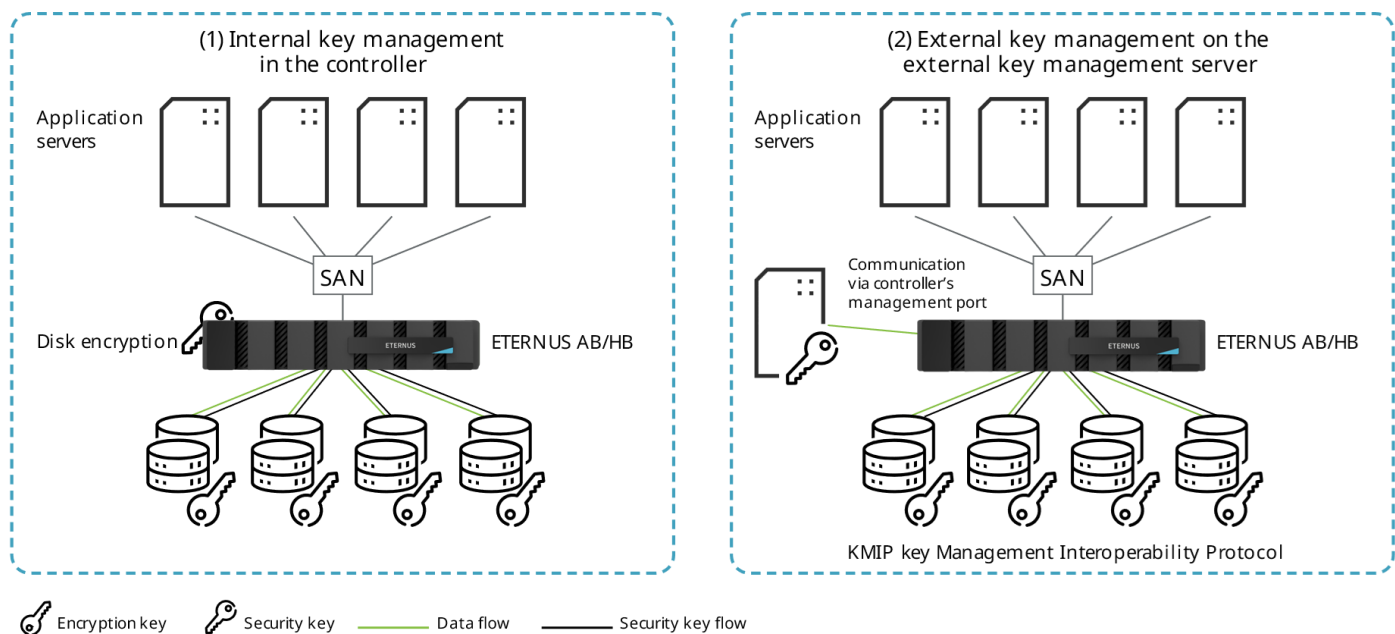 (1) Internal key management
in the controller
Application
servers
SAN
Disk encryption
ETERNUS
ETERNUS AB/HB
(2) External key management on the
external key management server
Application
servers
Communication
via controller’s
management port
SAN
ETERNUS
ETERNUS AB/HB
KMIP key Management Interoperability Protocol
Encryption key
Security key
Data flow
Security key flow